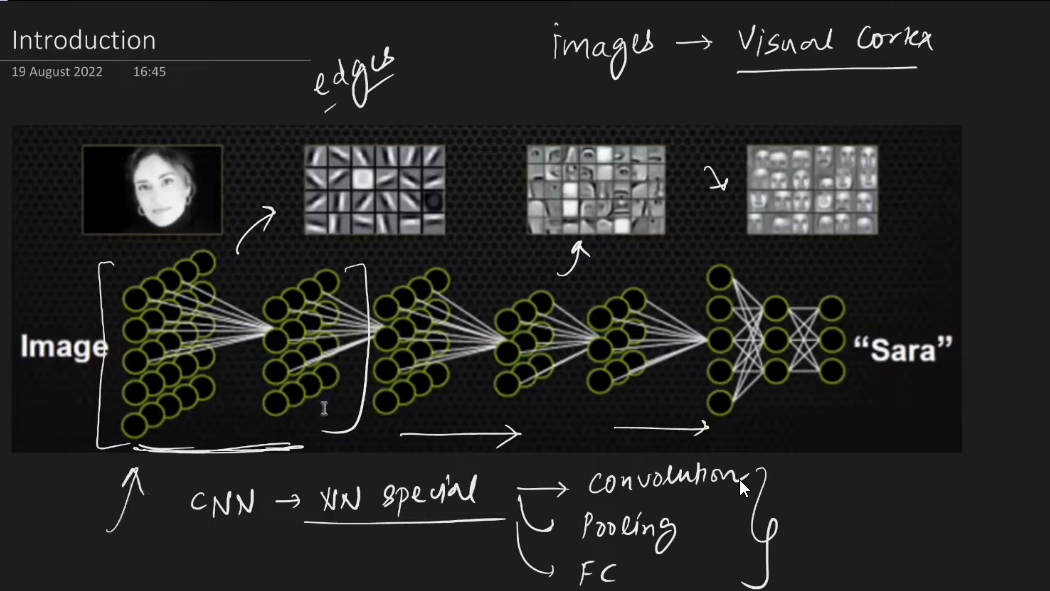 Introduction
19 August 2022 16:45
images → Visual Cortex
edges
Image
"Sara"
CNN → NN special → Convolution
Pooling
FC